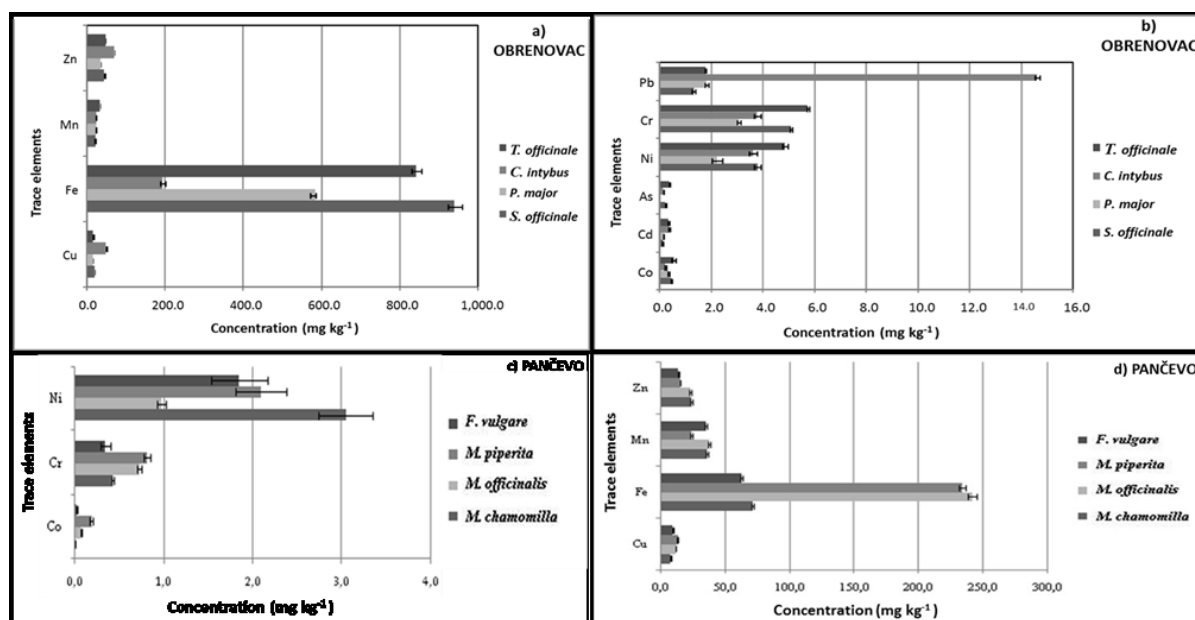 a)
OBRENOVAC
Trace elements
Zn
Mn
Fe
Cu
0.0 200.0 400.0 600.0 800.0 1,000.0
Concentration (mg kg⁻¹)
T. officinale
C. intybus
P. major
S. officinale
b)
OBRENOVAC
Trace elements
Pb
Cr
Ni
As
Cd
Co
0.0 2.0 4.0 6.0 8.0 10.0 12.0 14.0 16.0
Concentration (mg kg⁻¹)
T. officinale
C. intybus
P. major
S. officinale
c) PANČEVO
Trace elements
Ni
Cr
Co
0,0 1,0 2,0 3,0 4,0
Concentration (mg kg⁻¹)
F. vulgare
M. piperita
M. officinalis
M. chamomilla
d) PANČEVO
Trace elements
Zn
Mn
Fe
Cu
0,0 50,0 100,0 150,0 200,0 250,0 300,0
Concentration (mg kg⁻¹)
F. vulgare
M. piperita
M. officinalis
M. chamomilla